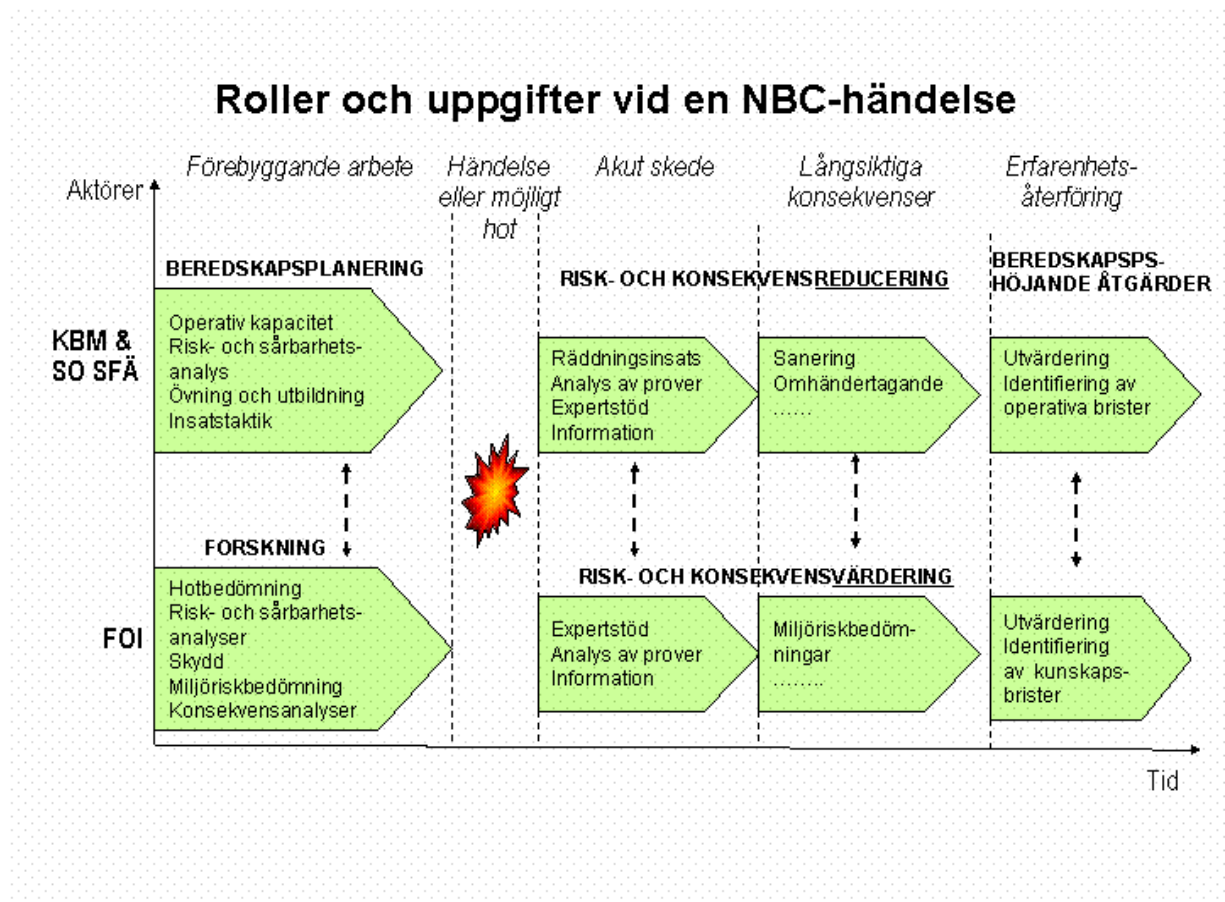 Roller och uppgifter vid en NBC-händelse
Förebyggande arbete
Händelse
eller möjligt
hot
Akut skede
Långsiktiga
konsekvenser
Erfarenhets-
återföring
Aktörer
BEREDSKAPSPLANERING
RISK- OCH KONSEKVENSREDUCERING
BEREDSKAPSPS-
HÖJANDE ÅTGÄRDER
KBM &
SO SFÄ
Operativ kapacitet
Risk- och sårbarhets-
analys
Övning och utbildning
Insatstaktik
Räddningsinsats
Analys av prover
Expertstöd
Information
Sanering
Omhändertagande
......
Utvärdering
Identifiering av
operativa brister
FORSKNING
RISK- OCH KONSEKVENSVÄRDERING
FOI
Hotbedömning
Risk- och sårbarhets-
analyser
Skydd
Miljöriskbedömning
Konsekvensanalyser
Expertstöd
Analys av prover
Information
Miljöriskbedöm-
ningar
........
Utvärdering
Identifiering
av kunskaps-
brister
Tid